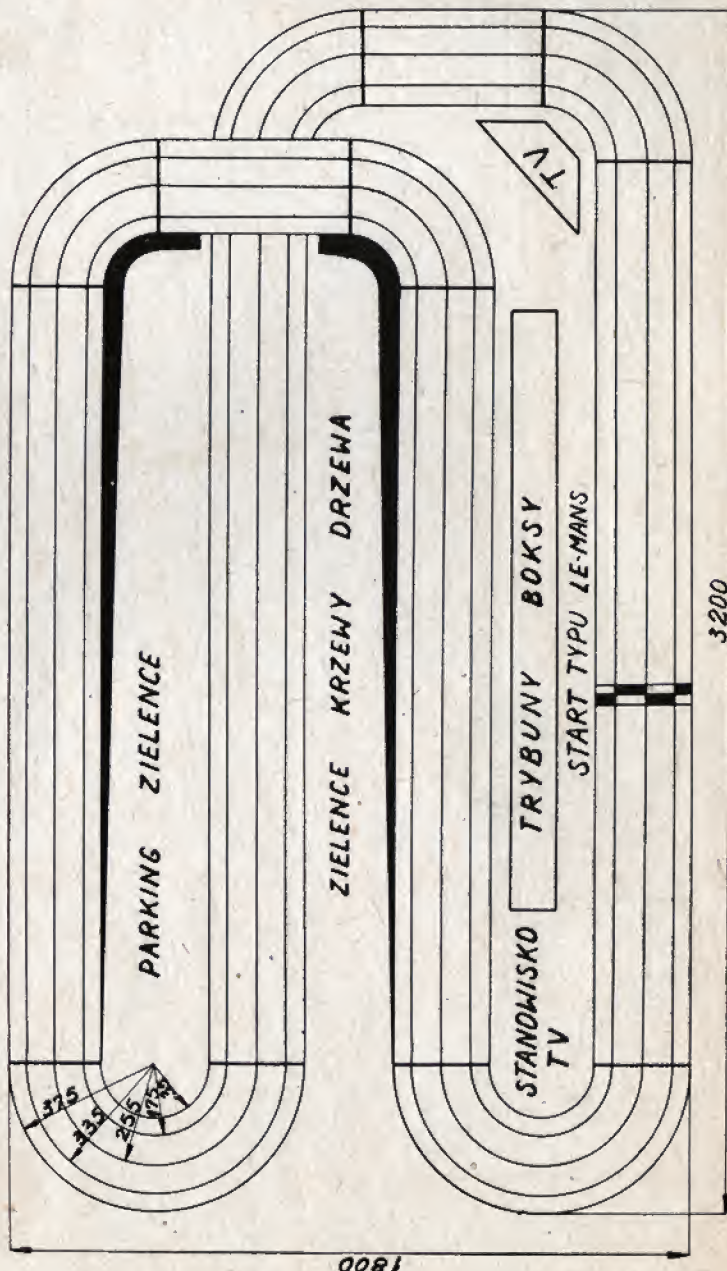 TV
PARKING ZIELENCE
ZIELENCE KRZEWY DRZEWA
TRYBUNY BOKSY
START TYPU LE-MANS
STANOWISKO
TV
375
335
255
175
3200
1800